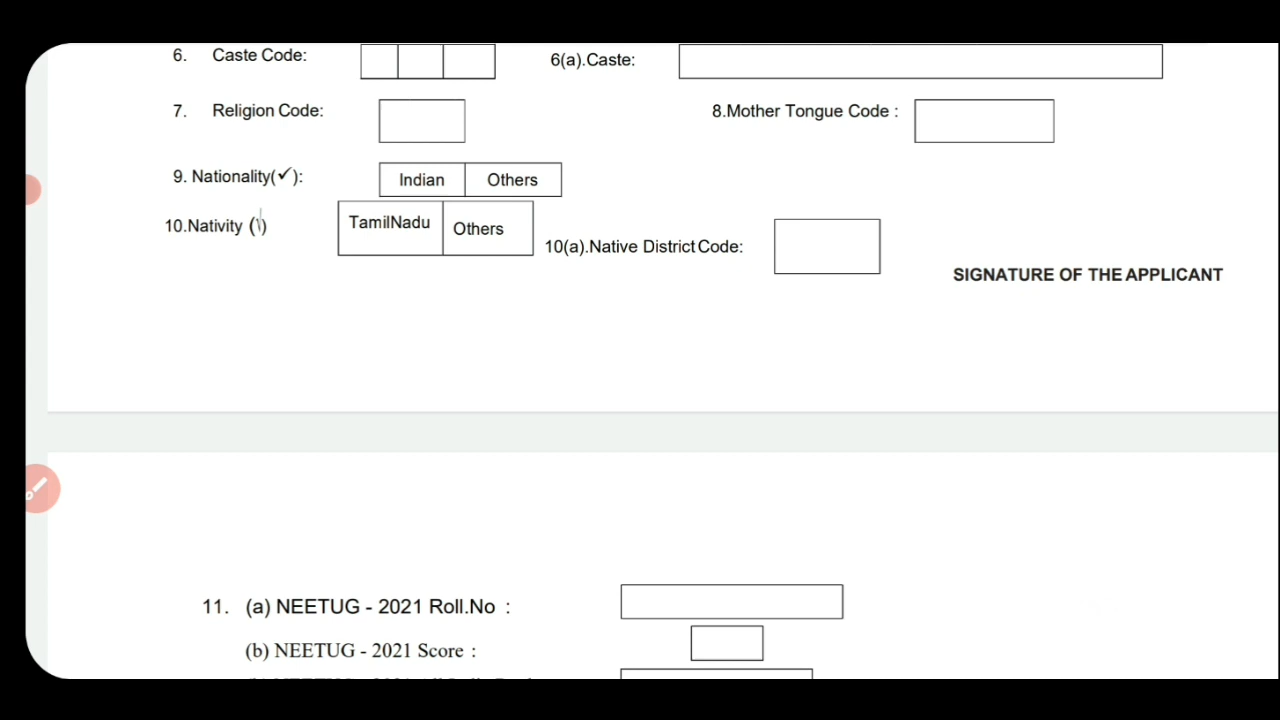 6. Caste Code: 6(a).Caste:
7. Religion Code: 8.Mother Tongue Code :
9. Nationality(✓): Indian Others
10.Nativity (√) TamilNadu Others 10(a).Native District Code:
SIGNATURE OF THE APPLICANT
11. (a) NEETUG - 2021 Roll.No :
(b) NEETUG - 2021 Score :